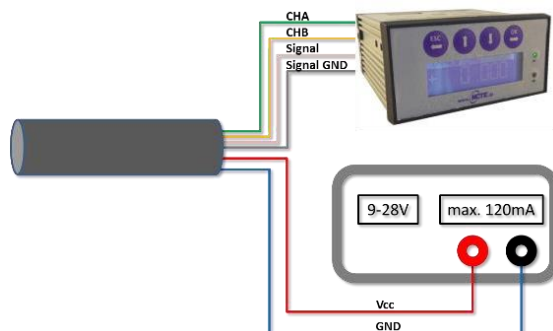 CHA
CHB
Signal
Signal GND
ESC
OK
9-28V
max. 120mA
Vcc
GND